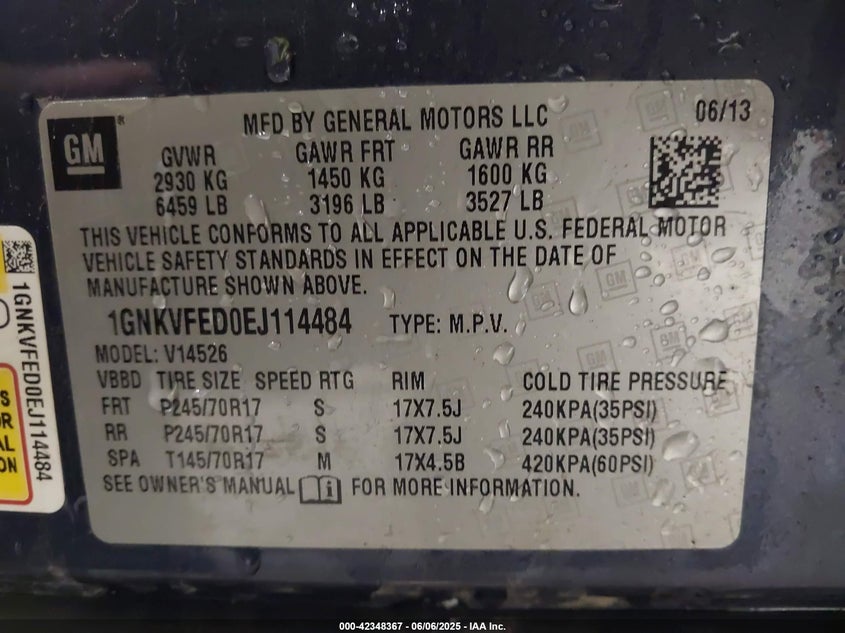 GM ®
MFD BY GENERAL MOTORS LLC 06/13
GVWR GAWR FRT GAWR RR
2930 KG 1450 KG 1600 KG
6459 LB 3196 LB 3527 LB
THIS VEHICLE CONFORMS TO ALL APPLICABLE U.S. FEDERAL MOTOR
VEHICLE SAFETY STANDARDS IN EFFECT ON THE DATE OF
MANUFACTURE SHOWN ABOVE.
1GNKVFED0EJ114484 TYPE: M.P.V.
MODEL: V14526
VBBD TIRE SIZE SPEED RTG RIM COLD TIRE PRESSURE
FRT P245/70R17 S 17X7.5J 240KPA(35PSI)
RR P245/70R17 S 17X7.5J 240KPA(35PSI)
SPA T145/70R17 M 17X4.5B 420KPA(60PSI)
SEE OWNER'S MANUAL FOR MORE INFORMATION.
1GNKVFED0EJ114484
000-42348367 - 06/06/2025 - IAA Inc.